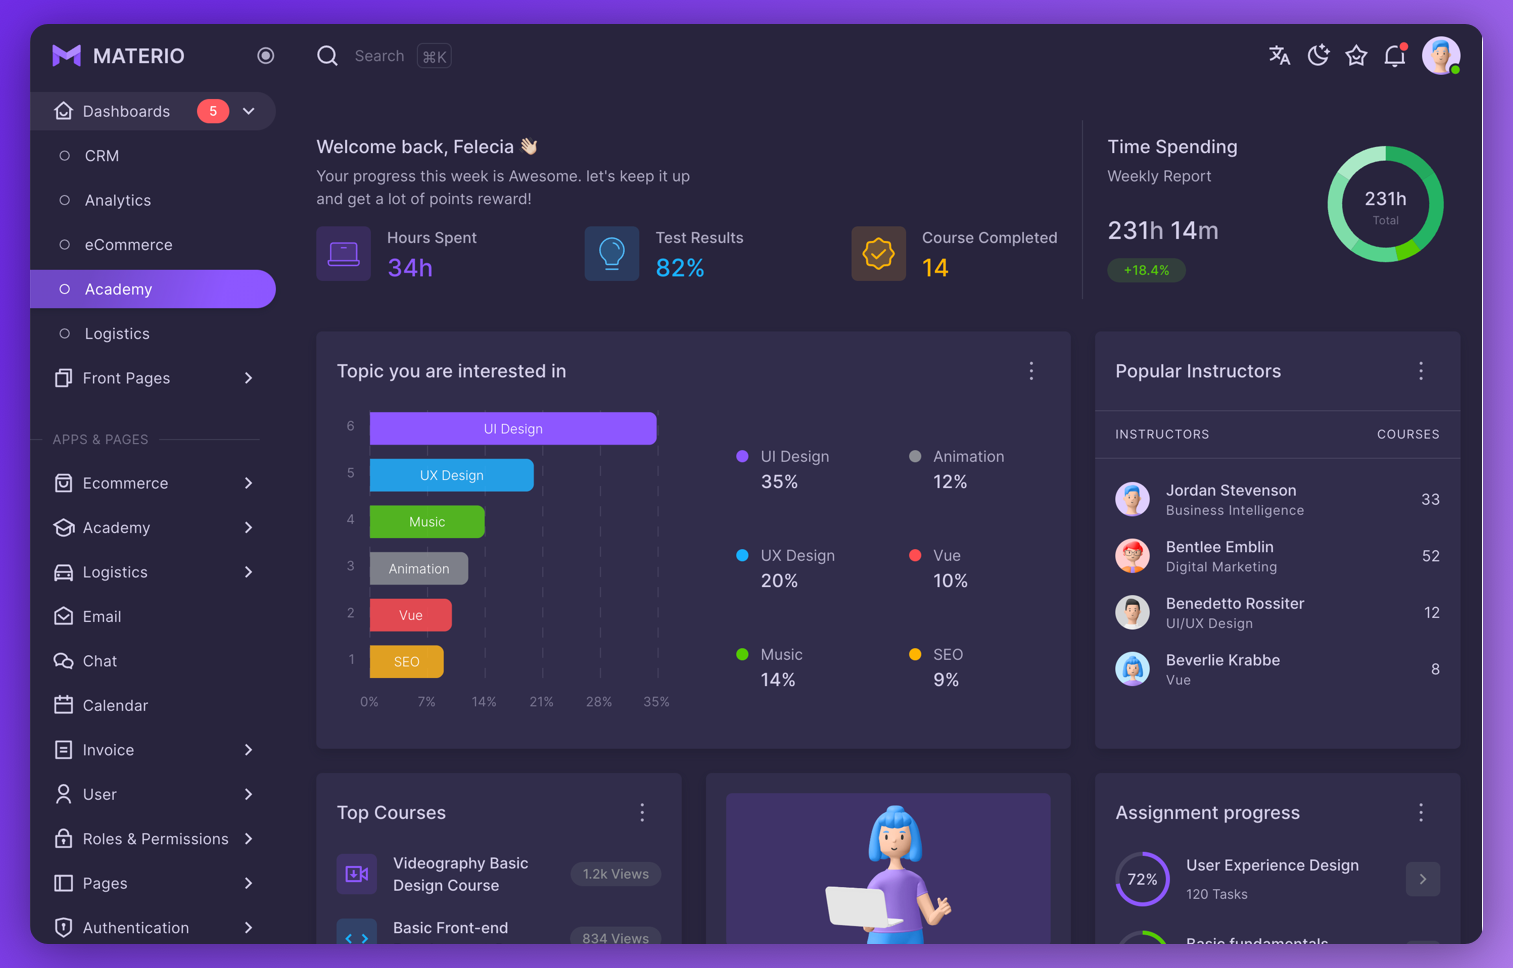 MATERIO
Search ⌘K
Dashboards 5
CRM
Analytics
eCommerce
Academy
Logistics
Front Pages
APPS & PAGES
Ecommerce
Academy
Logistics
Email
Chat
Calendar
Invoice
User
Roles & Permissions
Pages
Authentication
Welcome back, Felecia 👋🏻
Your progress this week is Awesome. let's keep it up
and get a lot of points reward!
Hours Spent
34h
Test Results
82%
Course Completed
14
Time Spending
Weekly Report
231h 14m
+18.4%
231h
Total
Topic you are interested in
6 UI Design
5 UX Design
4 Music
3 Animation
2 Vue
1 SEO
0% 7% 14% 21% 28% 35%
UI Design
35%
Animation
12%
UX Design
20%
Vue
10%
Music
14%
SEO
9%
Popular Instructors
INSTRUCTORS COURSES
Jordan Stevenson
Business Intelligence
33
Bentlee Emblin
Digital Marketing
52
Benedetto Rossiter
UI/UX Design
12
Beverlie Krabbe
Vue
8
Top Courses
Videography Basic
Design Course
1.2k Views
Basic Front-end
834 Views
Assignment progress
72%
User Experience Design
120 Tasks
Basic fundamentals